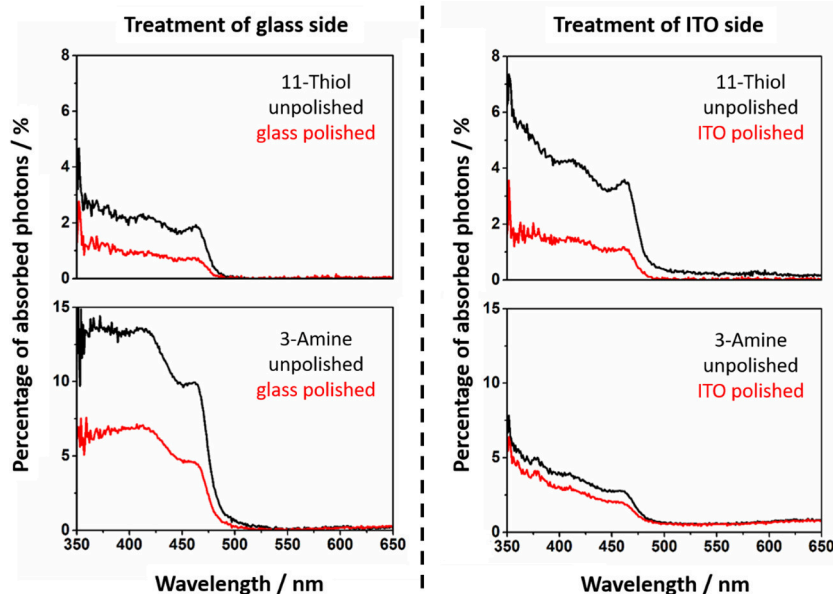 Treatment of glass side
Treatment of ITO side
Percentage of absorbed photons / %
8
6
4
2
0
11-Thiol
unpolished
glass polished
15
10
5
0
3-Amine
unpolished
glass polished
350 400 450 500 550 600 650
Wavelength / nm
Percentage of absorbed photons / %
8
6
4
2
0
11-Thiol
unpolished
ITO polished
15
10
5
0
3-Amine
unpolished
ITO polished
350 400 450 500 550 600 650
Wavelength / nm